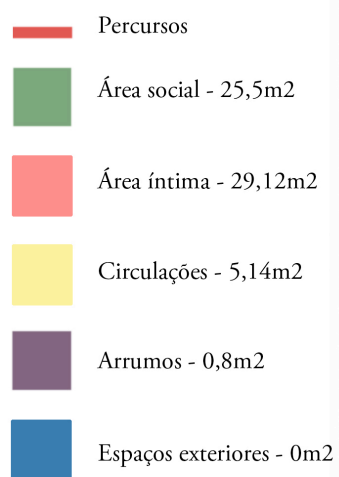 Percursos
Área social - 25,5m2
Área íntima - 29,12m2
Circulações - 5,14m2
Arrumos - 0,8m2
Espaços exteriores - 0m2